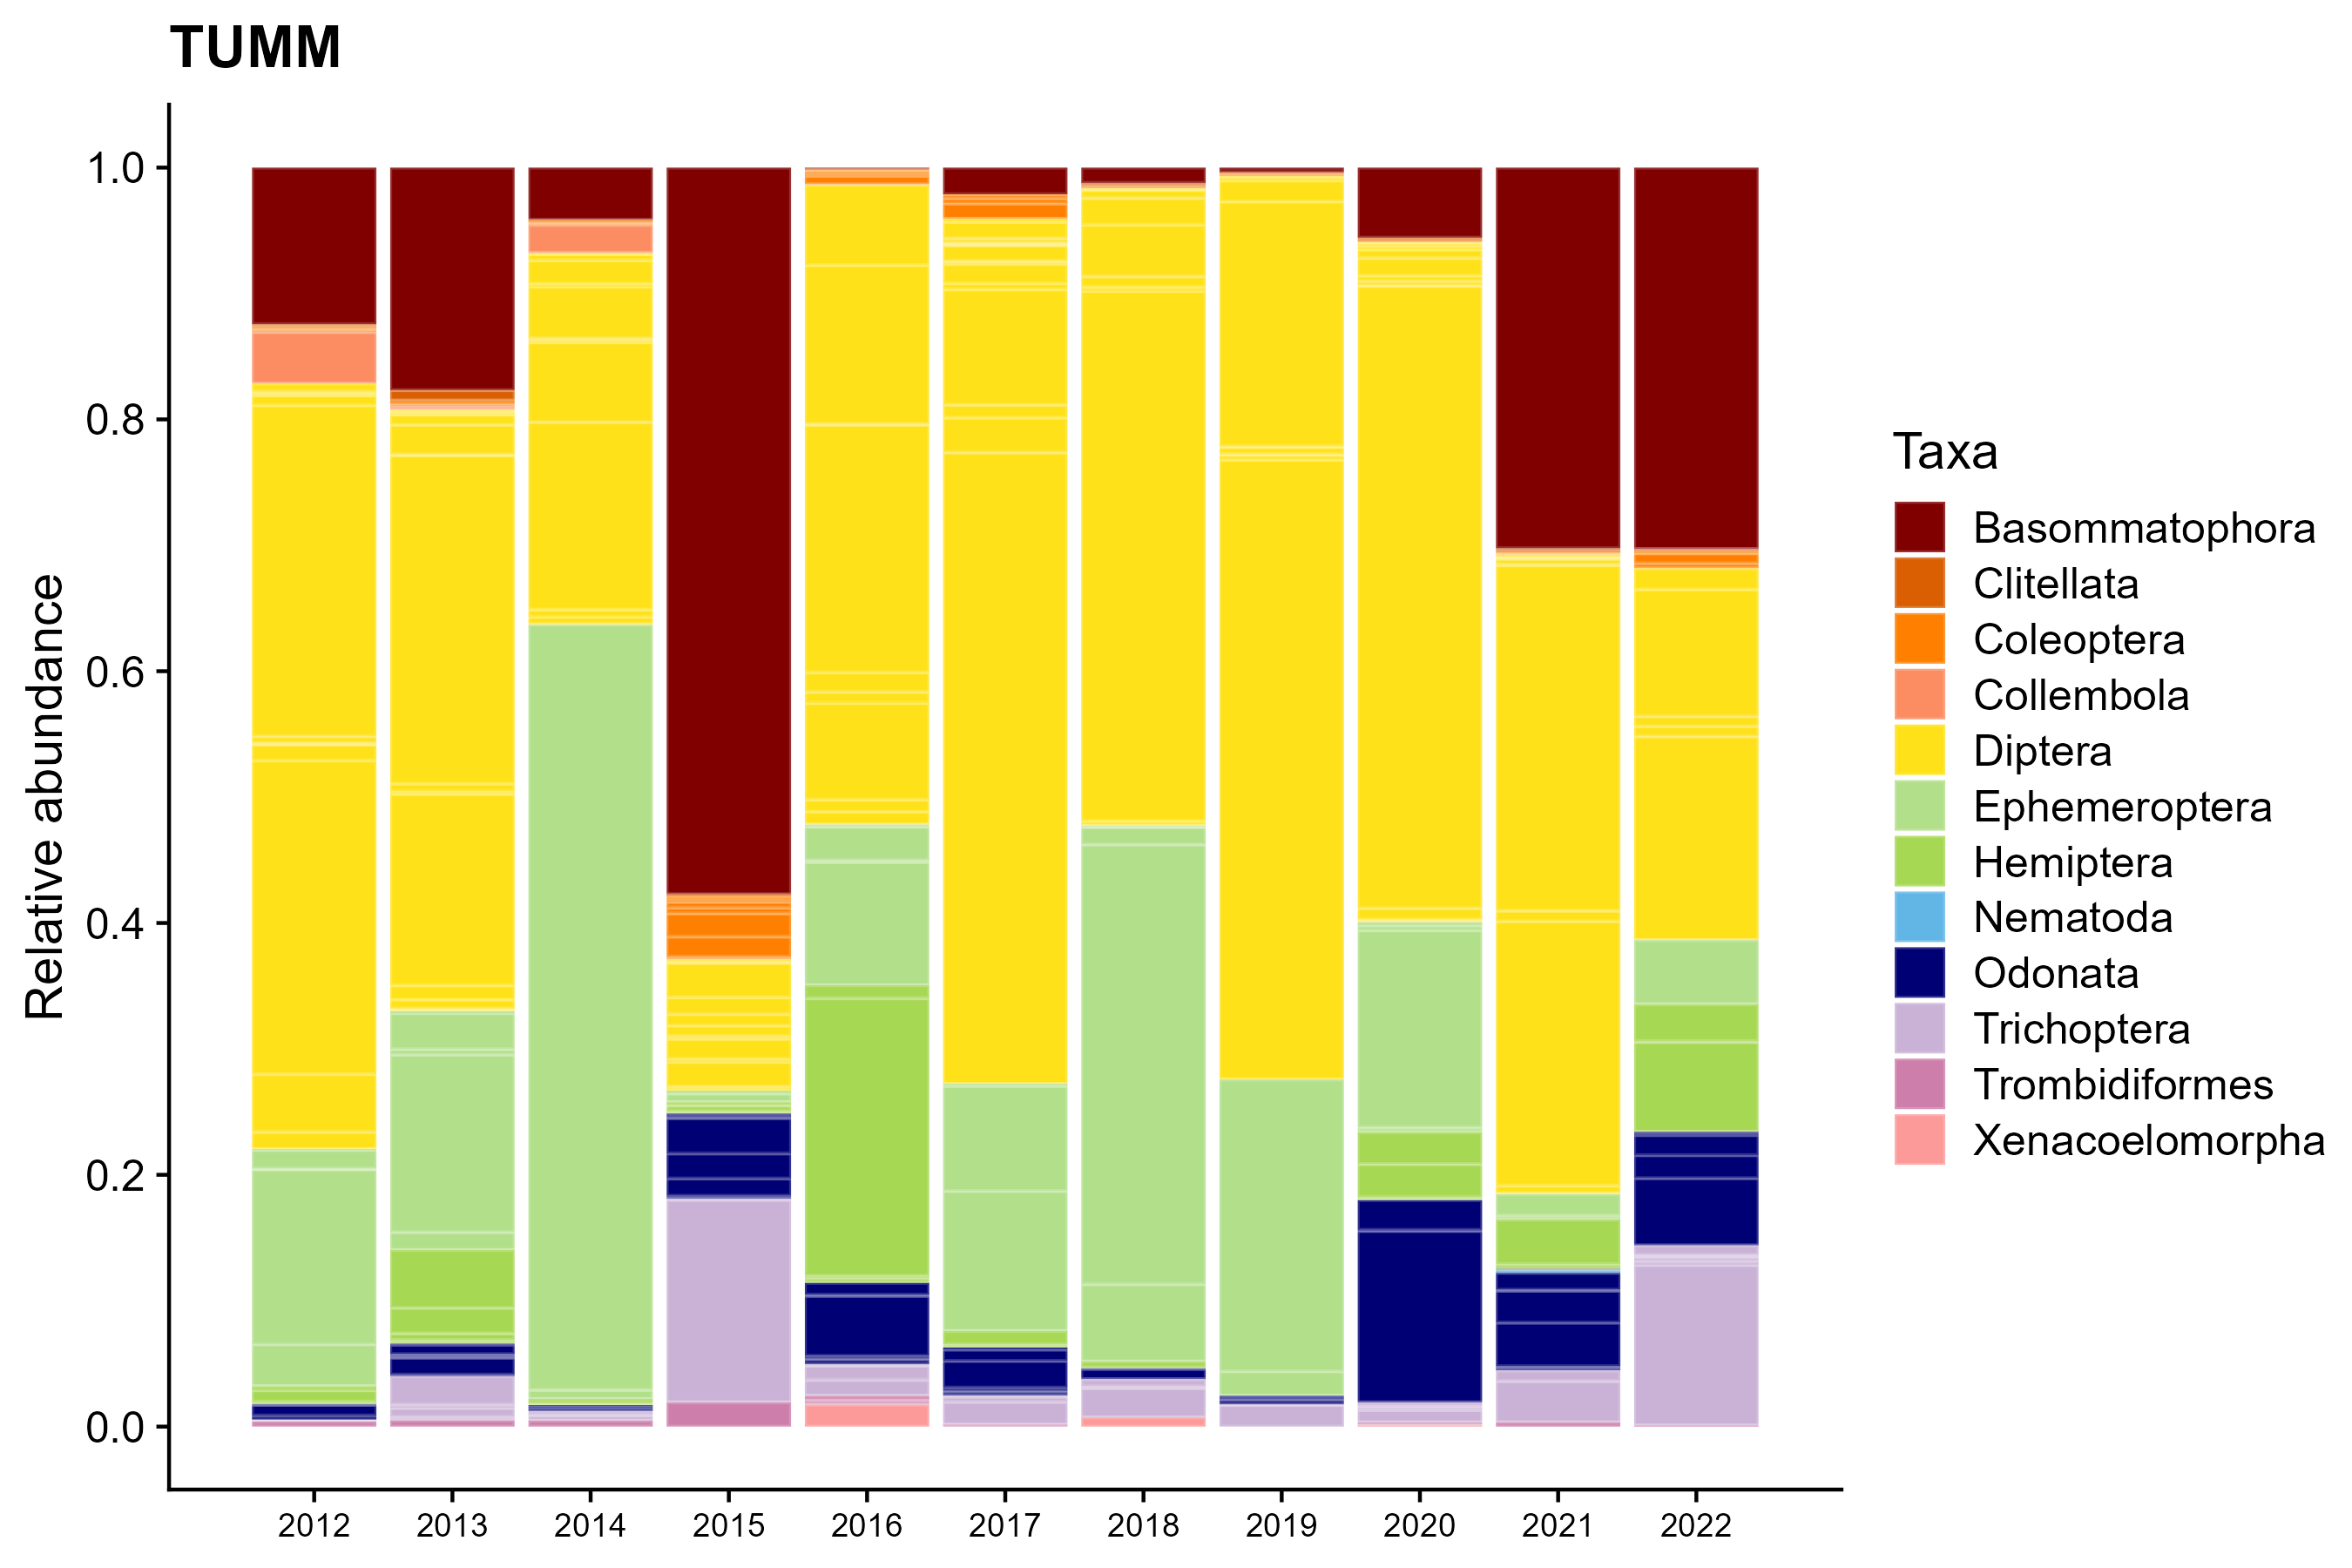 TUMM
Relative abundance
1.0
0.8
0.6
0.4
0.2
0.0
2012 2013 2014 2015 2016 2017 2018 2019 2020 2021 2022
Taxa
Basommatophora
Clitellata
Coleoptera
Collembola
Diptera
Ephemeroptera
Hemiptera
Nematoda
Odonata
Trichoptera
Trombidiformes
Xenacoelomorpha